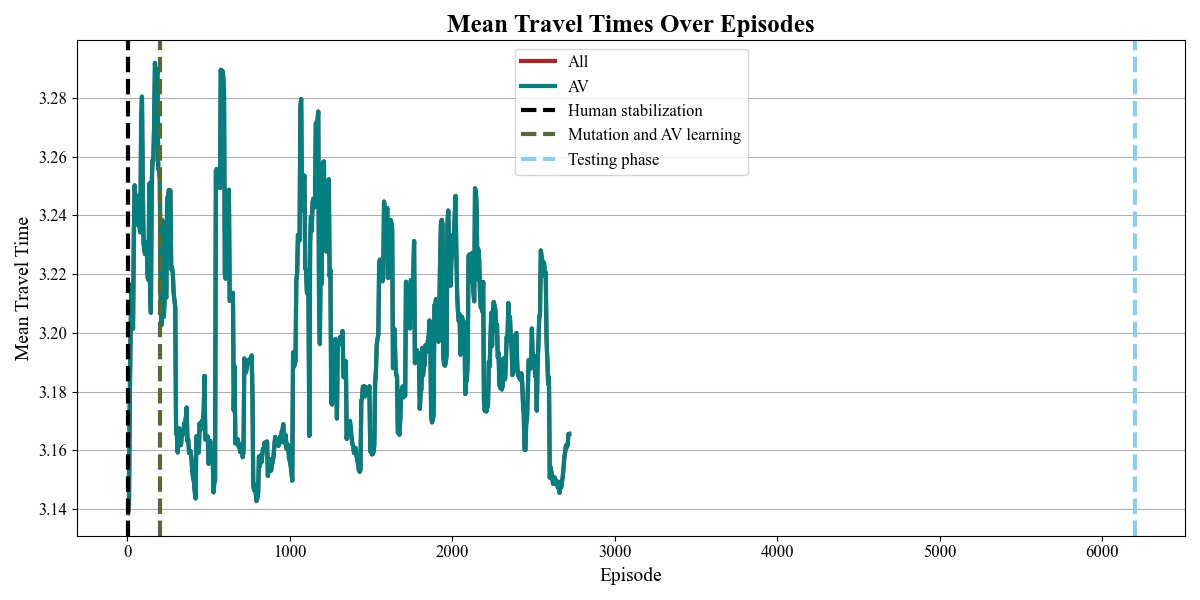 Mean Travel Times Over Episodes
All
AV
Human stabilization
Mutation and AV learning
Testing phase
Mean Travel Time
3.28
3.26
3.24
3.22
3.20
3.18
3.16
3.14
0 1000 2000 3000 4000 5000 6000
Episode